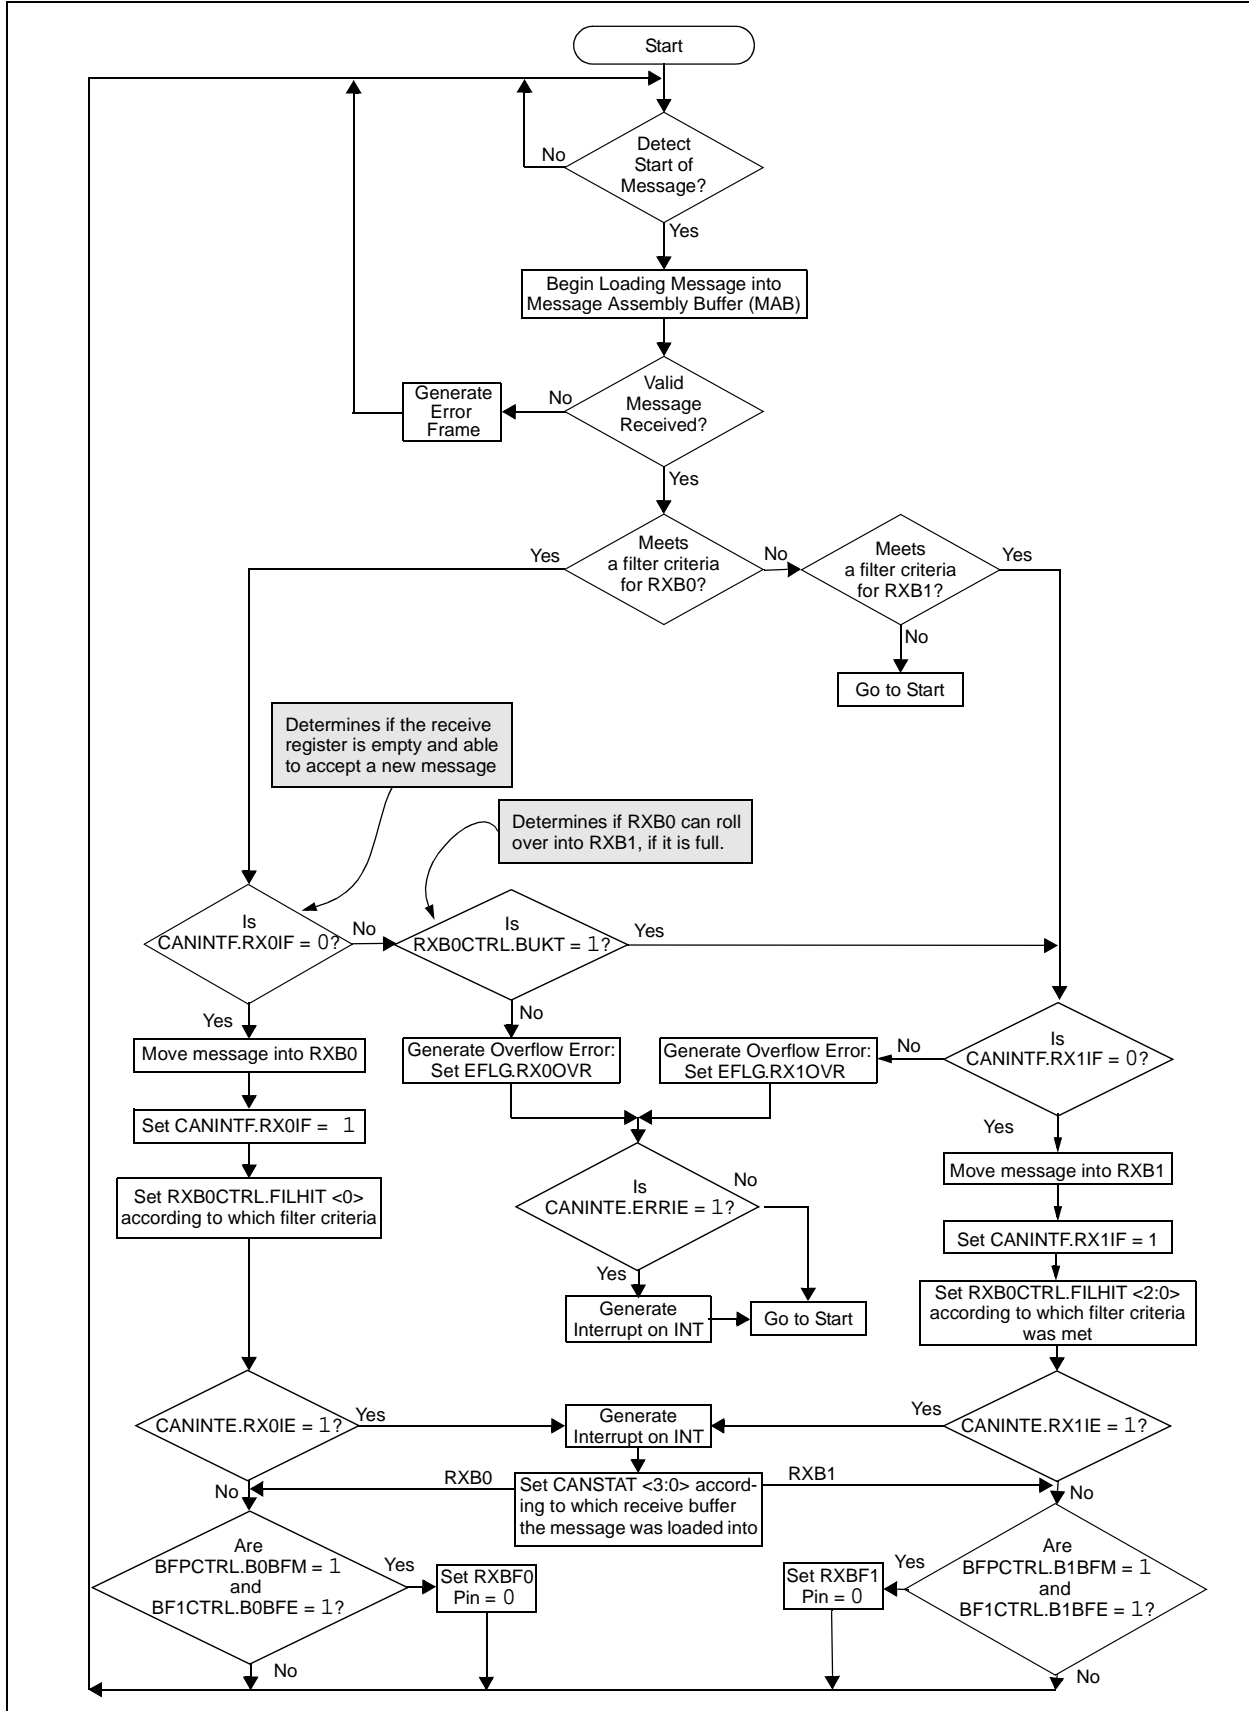 Start
Detect
Start of
Message?
No
Yes
Begin Loading Message into
Message Assembly Buffer (MAB)
Valid
Message
Received?
No
Generate
Error
Frame
Yes
Meets
a filter criteria
for RXB0?
Yes
No
Meets
a filter criteria
for RXB1?
Yes
No
Go to Start
Determines if the receive
register is empty and able
to accept a new message
Determines if RXB0 can roll
over into RXB1, if it is full.
Is
CANINTF.RX0IF = 0?
No
Is
RXB0CTRL.BUKT = 1?
Yes
Yes
No
Is
CANINTF.RX1IF = 0?
No
Move message into RXB0
Generate Overflow Error:
Set EFLG.RX0OVR
Generate Overflow Error:
Set EFLG.RX1OVR
Yes
Set CANINTF.RX0IF = 1
Move message into RXB1
Set RXB0CTRL.FILHIT <0>
according to which filter criteria
Is
CANINTE.ERRIE = 1?
No
Yes
Set CANINTF.RX1IF = 1
Generate
Interrupt on INT
Go to Start
Set RXB0CTRL.FILHIT <2:0>
according to which filter criteria
was met
CANINTE.RX0IE = 1?
Yes
Generate
Interrupt on INT
Yes
CANINTE.RX1IE = 1?
No
RXB0
Set CANSTAT <3:0> accord-
ing to which receive buffer
the message was loaded into
RXB1
No
Are
BFPCTRL.B0BFM = 1
and
BF1CTRL.B0BFE = 1?
Yes
Set RXBF0
Pin = 0
Set RXBF1
Pin = 0
Yes
Are
BFPCTRL.B1BFM = 1
and
BF1CTRL.B1BFE = 1?
No
No